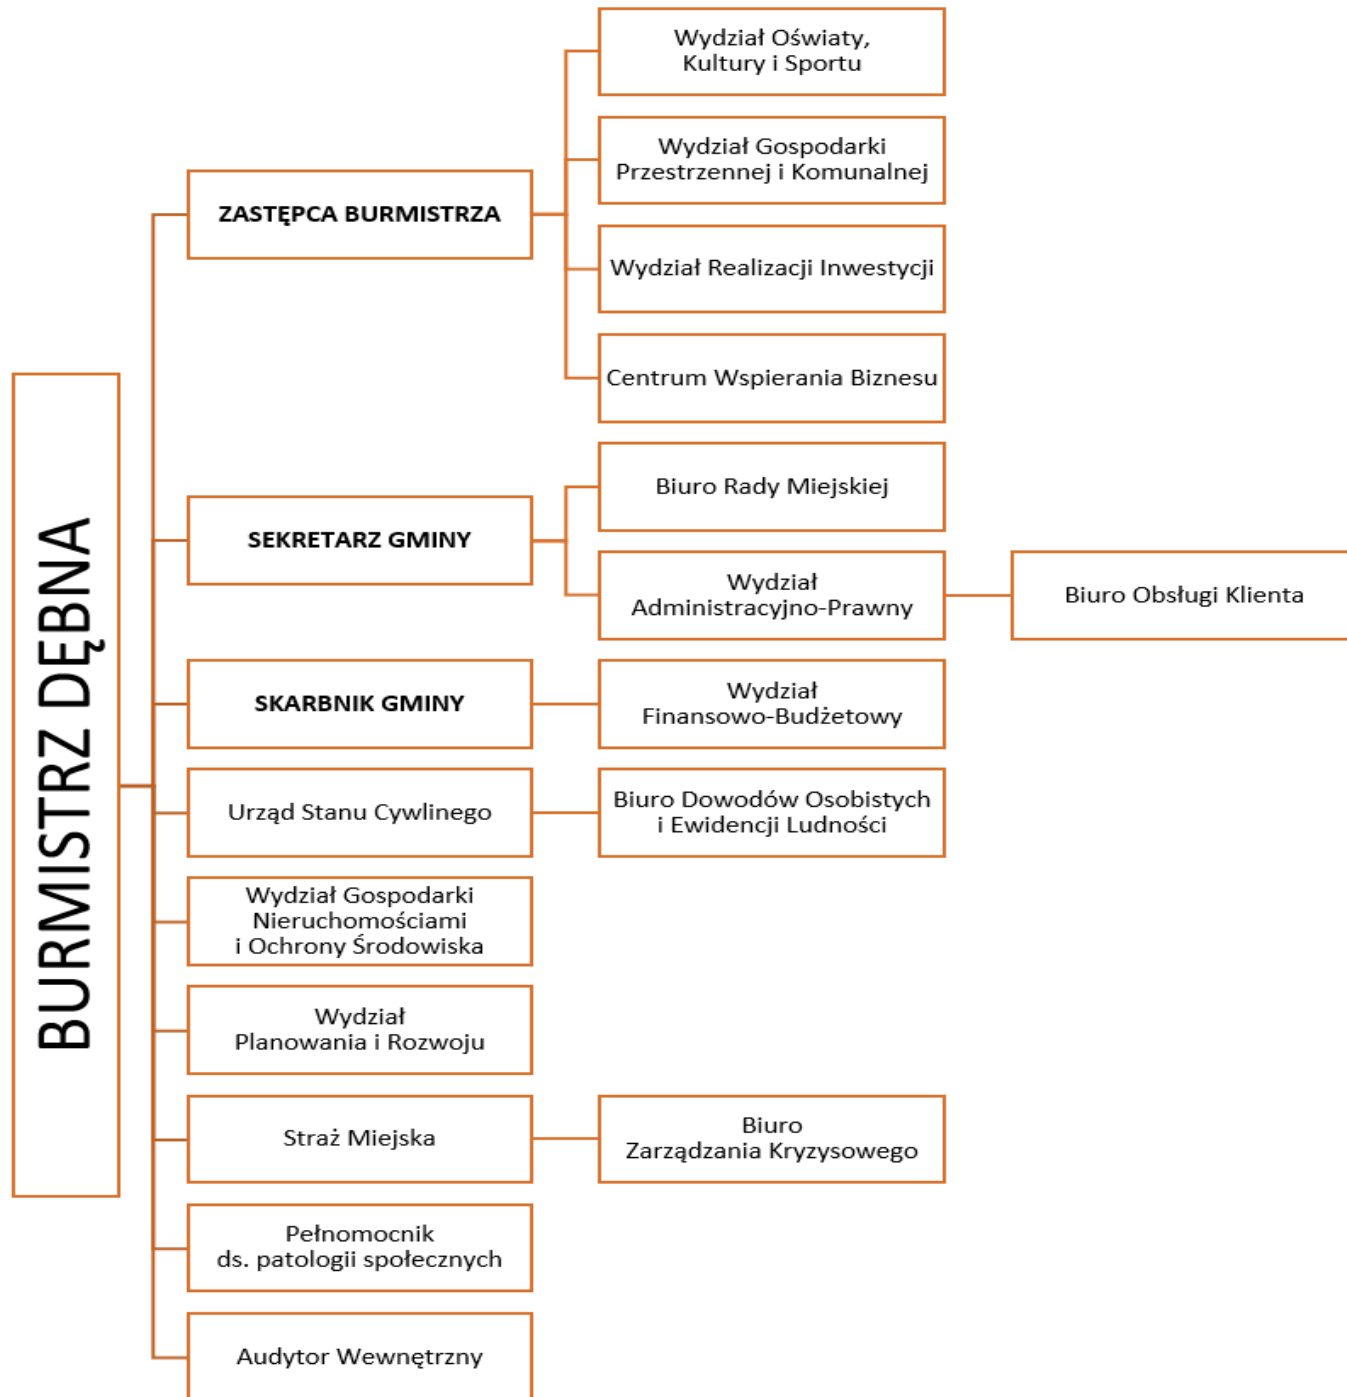 BURMISTRZ DĘBNA
ZASTĘPCA BURMISTRZA
Wydział Oświaty,
Kultury i Sportu
Wydział Gospodarki
Przestrzennej i Komunalnej
Wydział Realizacji Inwestycji
Centrum Wspierania Biznesu
SEKRETARZ GMINY
Biuro Rady Miejskiej
Wydział
Administracyjno-Prawny
Biuro Obsługi Klienta
SKARBNIK GMINY
Wydział
Finansowo-Budżetowy
Urząd Stanu Cywlinego
Biuro Dowodów Osobistych
i Ewidencji Ludności
Wydział Gospodarki
Nieruchomościami
i Ochrony Środowiska
Wydział
Planowania i Rozwoju
Straż Miejska
Biuro
Zarządzania Kryzysowego
Pełnomocnik
ds. patologii społecznych
Audytor Wewnętrzny